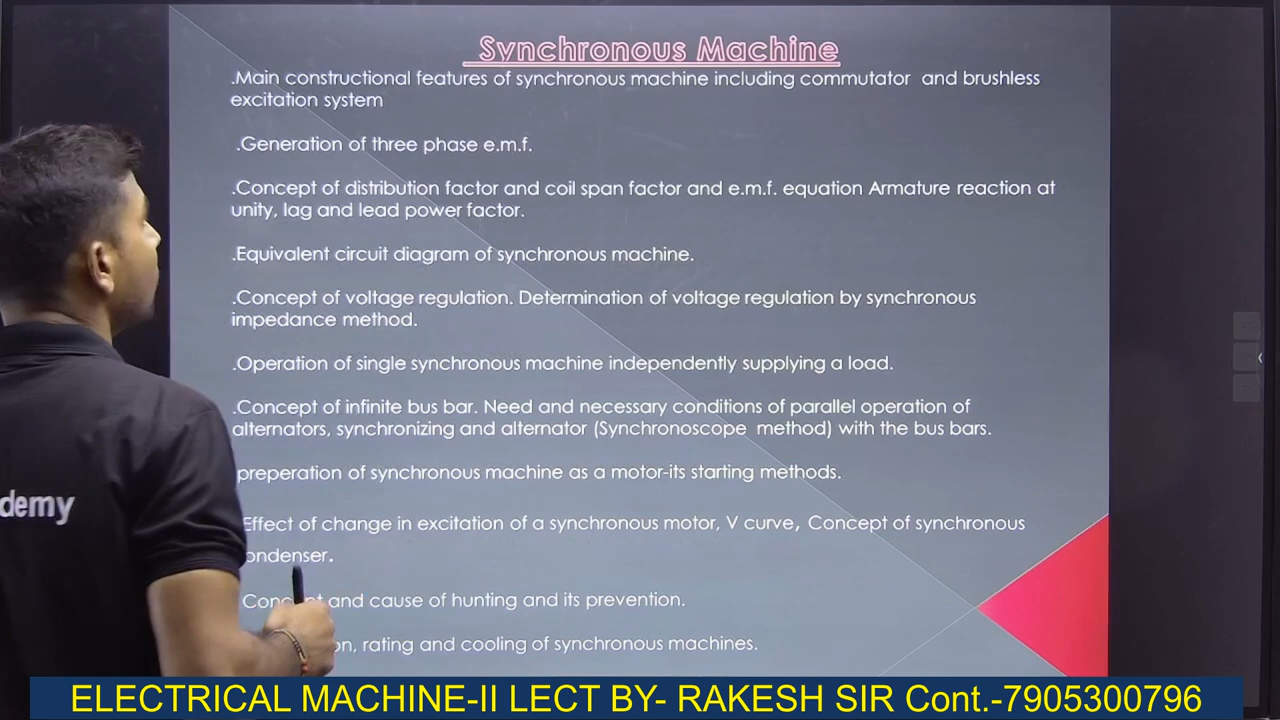 Synchronous Machine
.Main constructional features of synchronous machine including commutator and brushless
excitation system
.Generation of three phase e.m.f.
.Concept of distribution factor and coil span factor and e.m.f. equation Armature reaction at
unity, lag and lead power factor.
.Equivalent circuit diagram of synchronous machine.
.Concept of voltage regulation. Determination of voltage regulation by synchronous
impedance method.
.Operation of single synchronous machine independently supplying a load.
.Concept of infinite bus bar. Need and necessary conditions of parallel operation of
alternators, synchronizing and alternator (Synchronoscope method) with the bus bars.
preperation of synchronous machine as a motor-its starting methods.
Effect of change in excitation of a synchronous motor, V curve, Concept of synchronous
ondenser.
and cause of hunting and its prevention.
rating and cooling of synchronous machines.
demy
ELECTRICAL MACHINE-II LECT BY- RAKESH SIR Cont.-7905300796